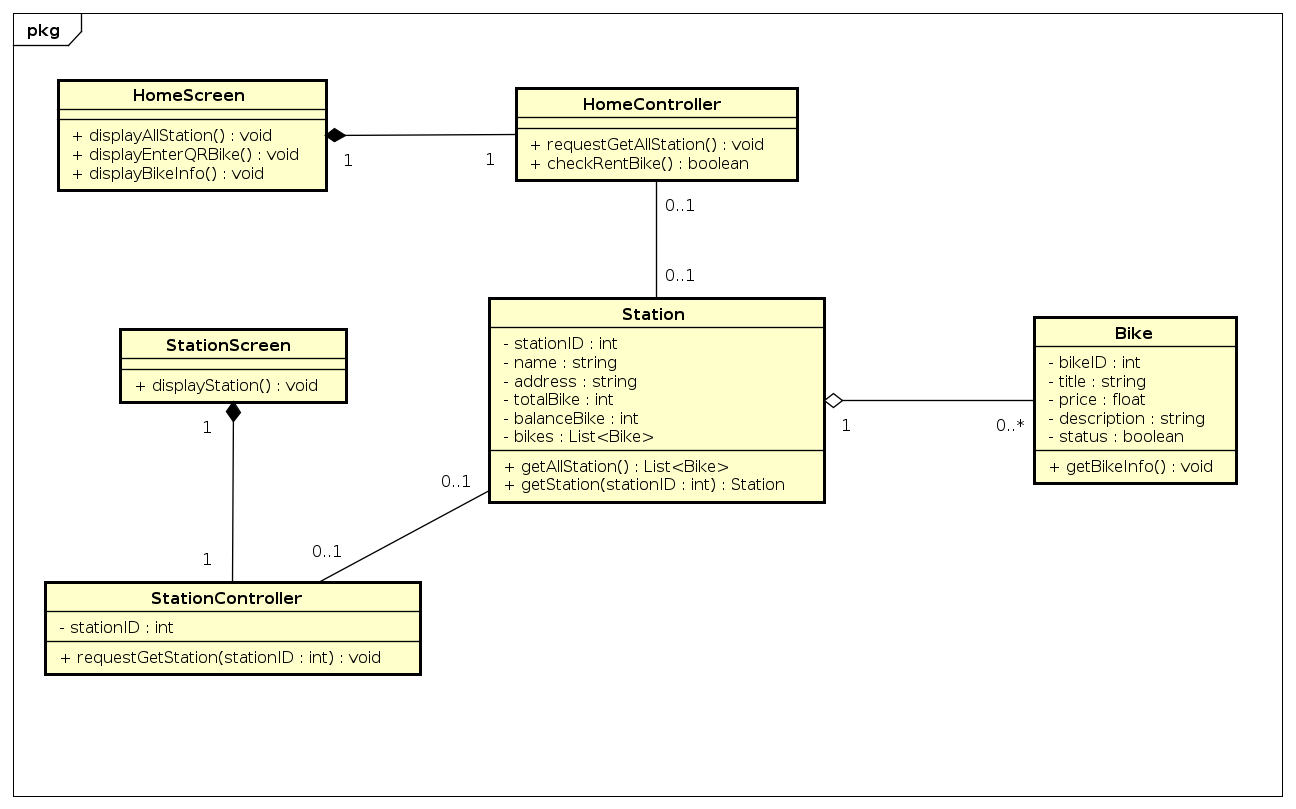 pkg
HomeScreen
+ displayAllStation() : void
+ displayEnterQRBike() : void
+ displayBikeInfo() : void
1
1
HomeController
+ requestGetAllStation() : void
+ checkRentBike() : boolean
0..1
0..1
StationScreen
+ displayStation() : void
1
1
Station
- stationID : int
- name : string
- address : string
- totalBike : int
- balanceBike : int
- bikes : List<Bike>
+ getAllStation() : List<Bike>
+ getStation(stationID : int) : Station
1
0..*
Bike
- bikeID : int
- title : string
- price : float
- description : string
- status : boolean
+ getBikeInfo() : void
0..1
0..1
StationController
- stationID : int
+ requestGetStation(stationID : int) : void